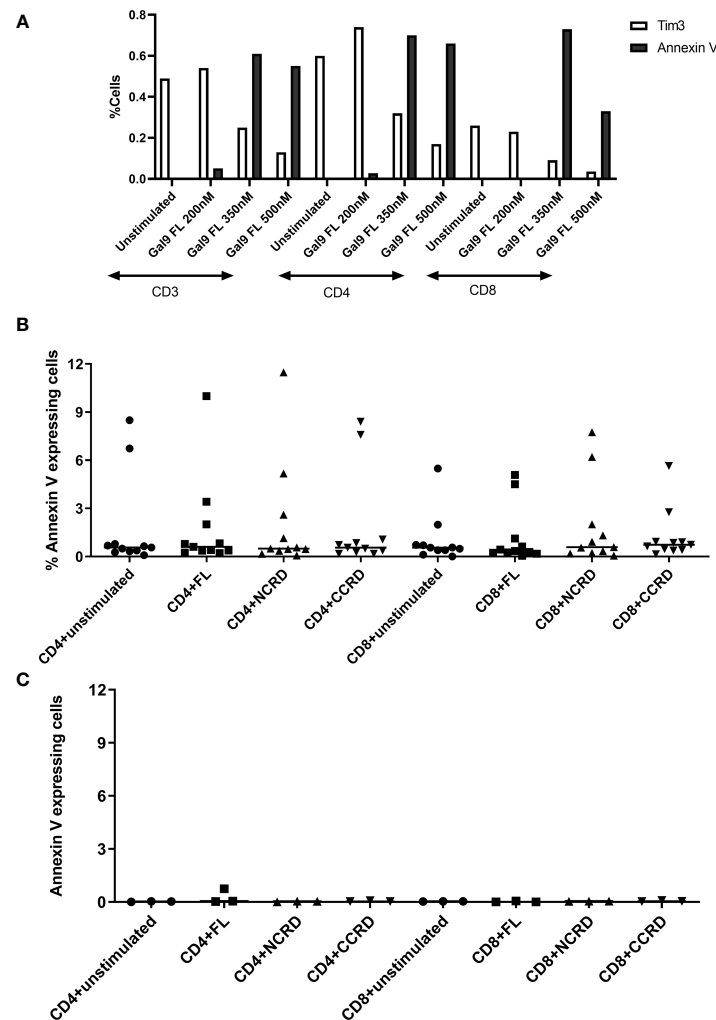 A
0.8
0.6
0.4
0.2
0.0
%Cells
Tim3
Annexin V
Unstimulated
Gal9 FL 200nM
Gal9 FL 350nM
Gal9 FL 500nM
Unstimulated
Gal9 FL 200nM
Gal9 FL 350nM
Gal9 FL 500nM
Unstimulated
Gal9 FL 200nM
Gal9 FL 350nM
Gal9 FL 500nM
CD3
CD4
CD8
B
12
9
6
3
0
% Annexin V expressing cells
CD4+unstimulated
CD4+FL
CD4+NCRD
CD4+CCRD
CD8+unstimulated
CD8+FL
CD8+NCRD
CD8+CCRD
C
12
9
6
3
0
Annexin V expressing cells
CD4+unstimulated
CD4+FL
CD4+NCRD
CD4+CCRD
CD8+unstimulated
CD8+FL
CD8+NCRD
CD8+CCRD